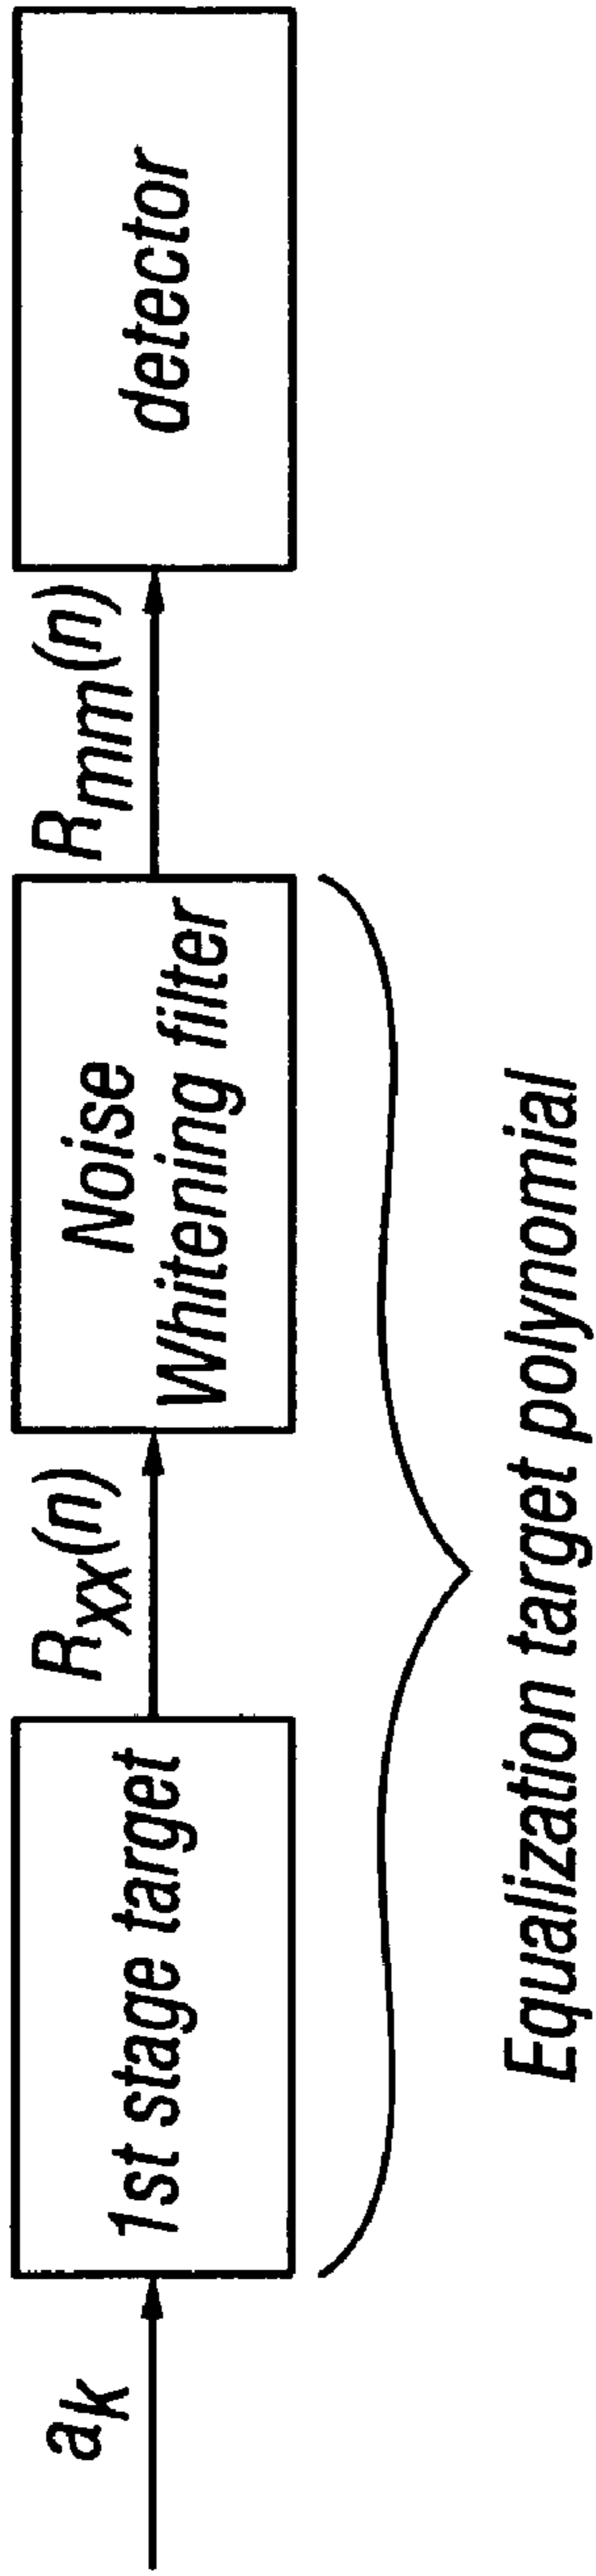 a_k
1st stage target
R_xx(n)
Noise
Whitening filter
R_mm(n)
detector
Equalization target polynomial